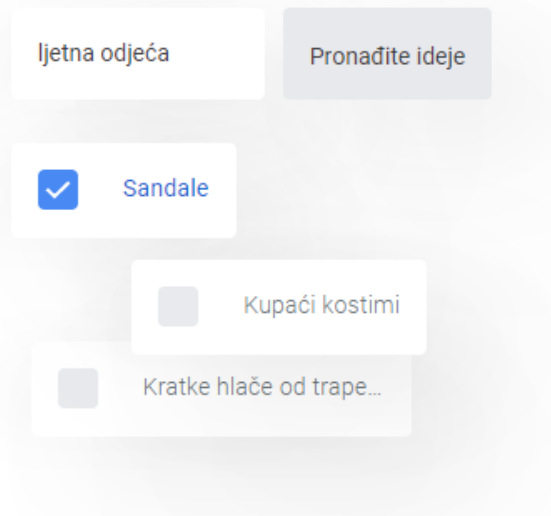 ljetna odjeća
Pronađite ideje
Sandale
Kupaći kostimi
Kratke hlače od trape...